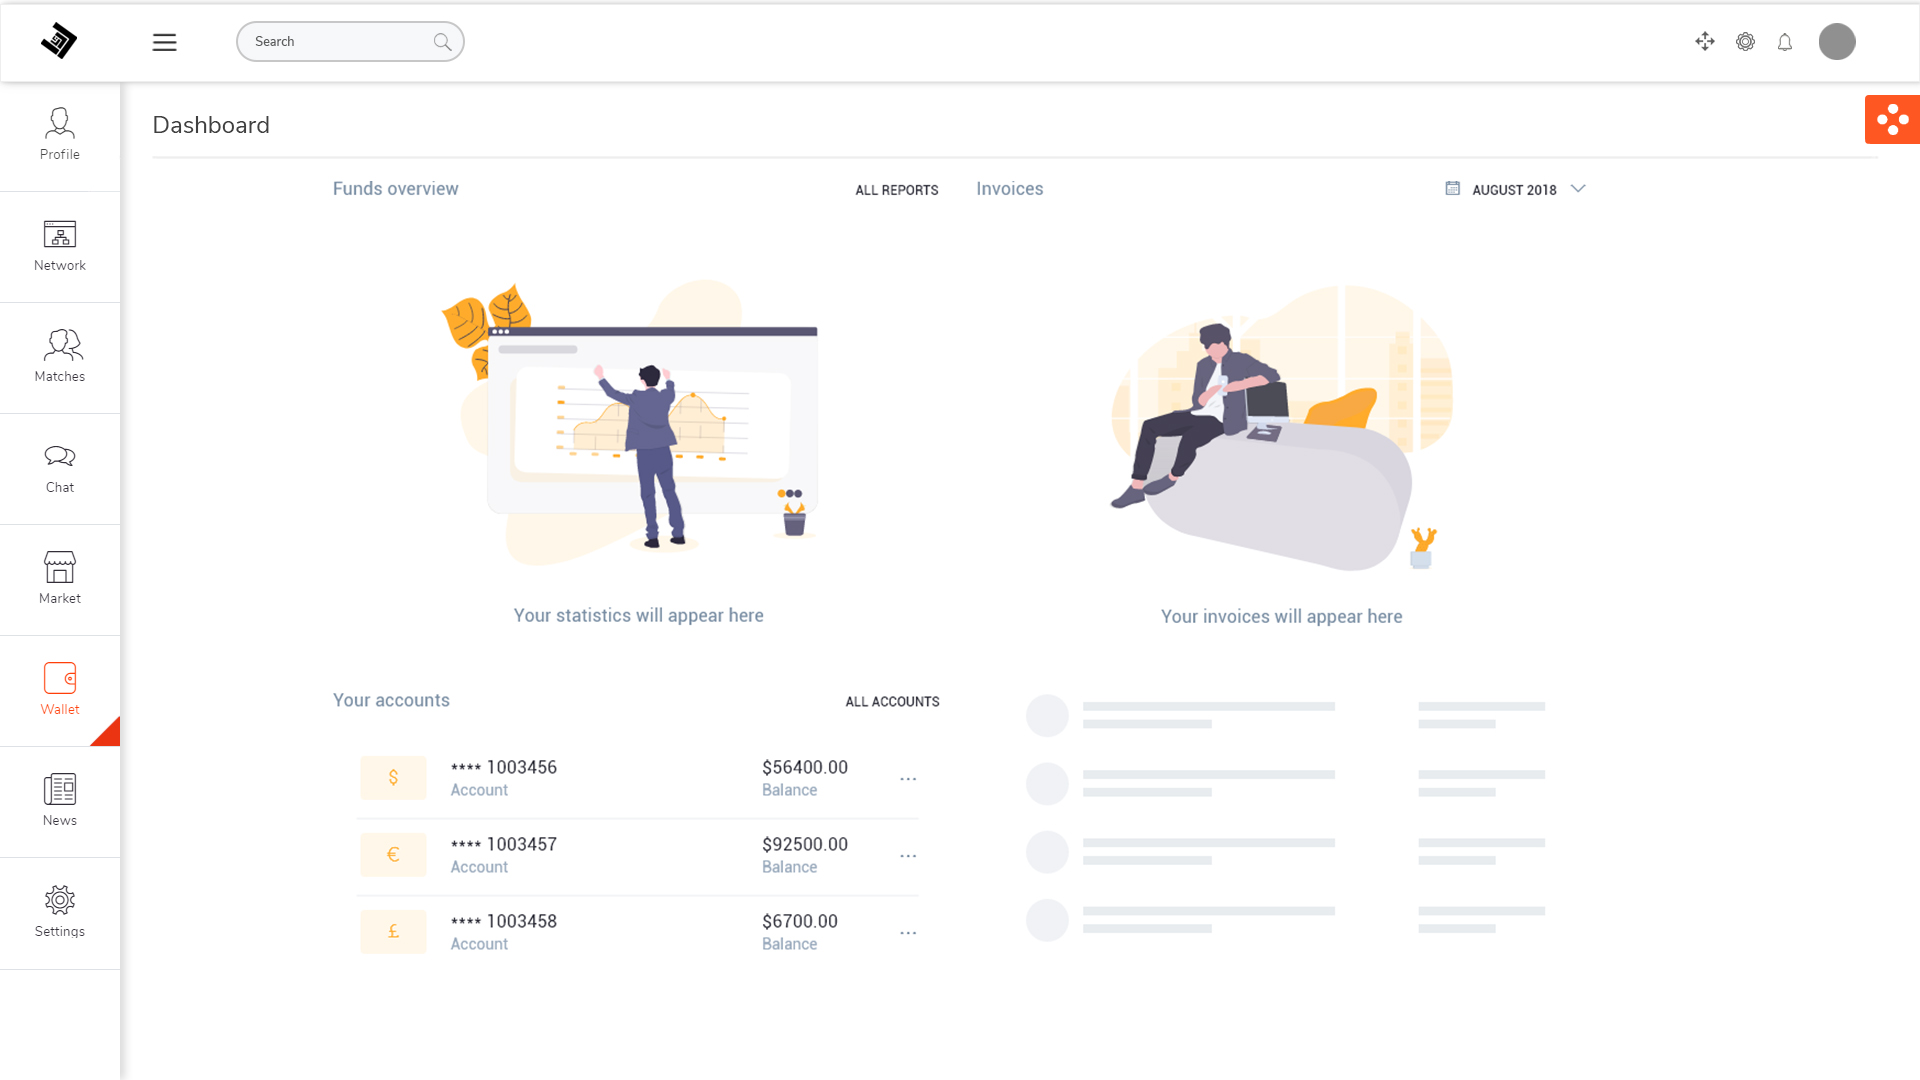 Search
Profile
Network
Matches
Chat
Market
Wallet
News
Settings
Dashboard
Funds overview
ALL REPORTS
Invoices
AUGUST 2018
Your statistics will appear here
Your invoices will appear here
Your accounts
ALL ACCOUNTS
$
**** 1003456
$56400.00
Account
Balance
€
**** 1003457
$92500.00
Account
Balance
£
**** 1003458
$6700.00
Account
Balance